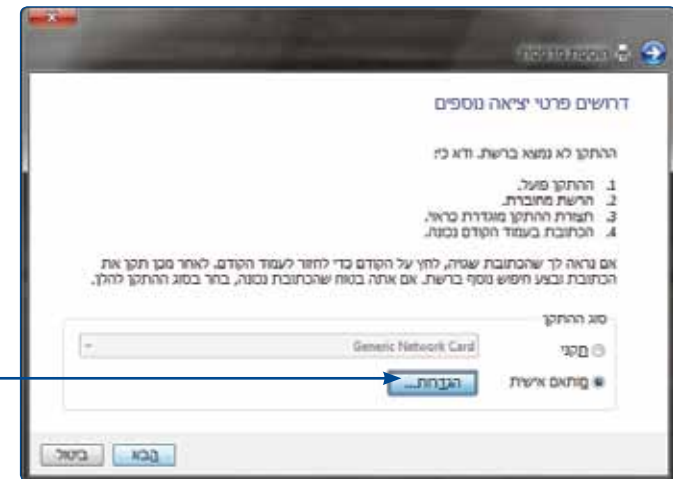 הוספת מדפסת
דרושים פרטי יציאה נוספים
ההתקן לא נמצא ברשת. ודא כי:
1. ההתקן פועל.
2. הרשת מחוברת.
3. תצורת ההתקן מוגדרת כראוי.
4. הכתובת בעמוד הקודם נכונה.
אם נראה לך שהכתובת שגויה, לחץ על הקודם כדי לחזור לעמוד הקודם. לאחר מכן תקן את
הכתובת ובצע חיפוש נוסף ברשת. אם אתה בטוח שהכתובת נכונה, בחר בסוג ההתקן להלן.
סוג ההתקן
תקני
Generic Network Card
מותאם אישית
הגדרות...
הבא
ביטול